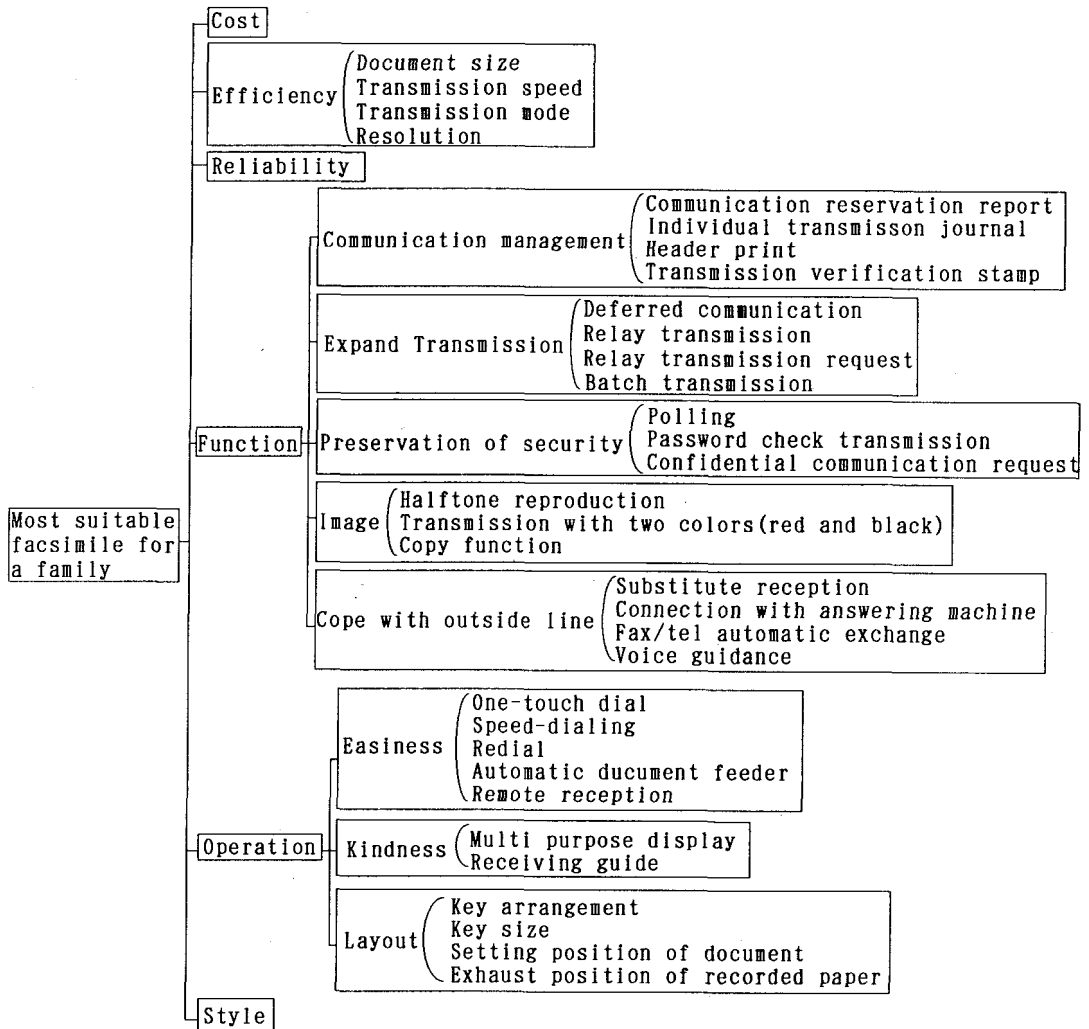 Cost
Efficiency
Document size
Transmission speed
Transmission mode
Resolution
Reliability
Communication management
Communication reservation report
Individual transmisson journal
Header print
Transmission verification stamp
Expand Transmission
Deferred communication
Relay transmission
Relay transmission request
Batch transmission
Function
Preservation of security
Polling
Password check transmission
Confidential communication request
Most suitable
facsimile for
a family
Image
Halftone reproduction
Transmission with two colors(red and black)
Copy function
Cope with outside line
Substitute reception
Connection with answering machine
Fax/tel automatic exchange
Voice guidance
Easiness
One-touch dial
Speed-dialing
Redial
Automatic ducument feeder
Remote reception
Operation
Kindness
Multi purpose display
Receiving guide
Layout
Key arrangement
Key size
Setting position of document
Exhaust position of recorded paper
Style